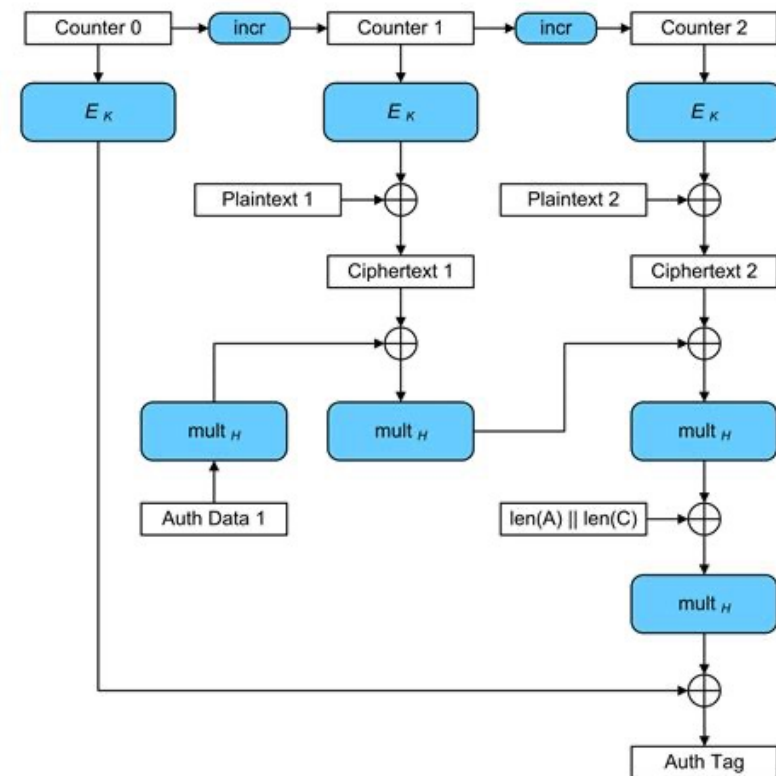 Counter 0
incr
Counter 1
incr
Counter 2
E K
E K
E K
Plaintext 1
Plaintext 2
Ciphertext 1
Ciphertext 2
mult H
mult H
mult H
Auth Data 1
len(A) || len(C)
mult H
Auth Tag